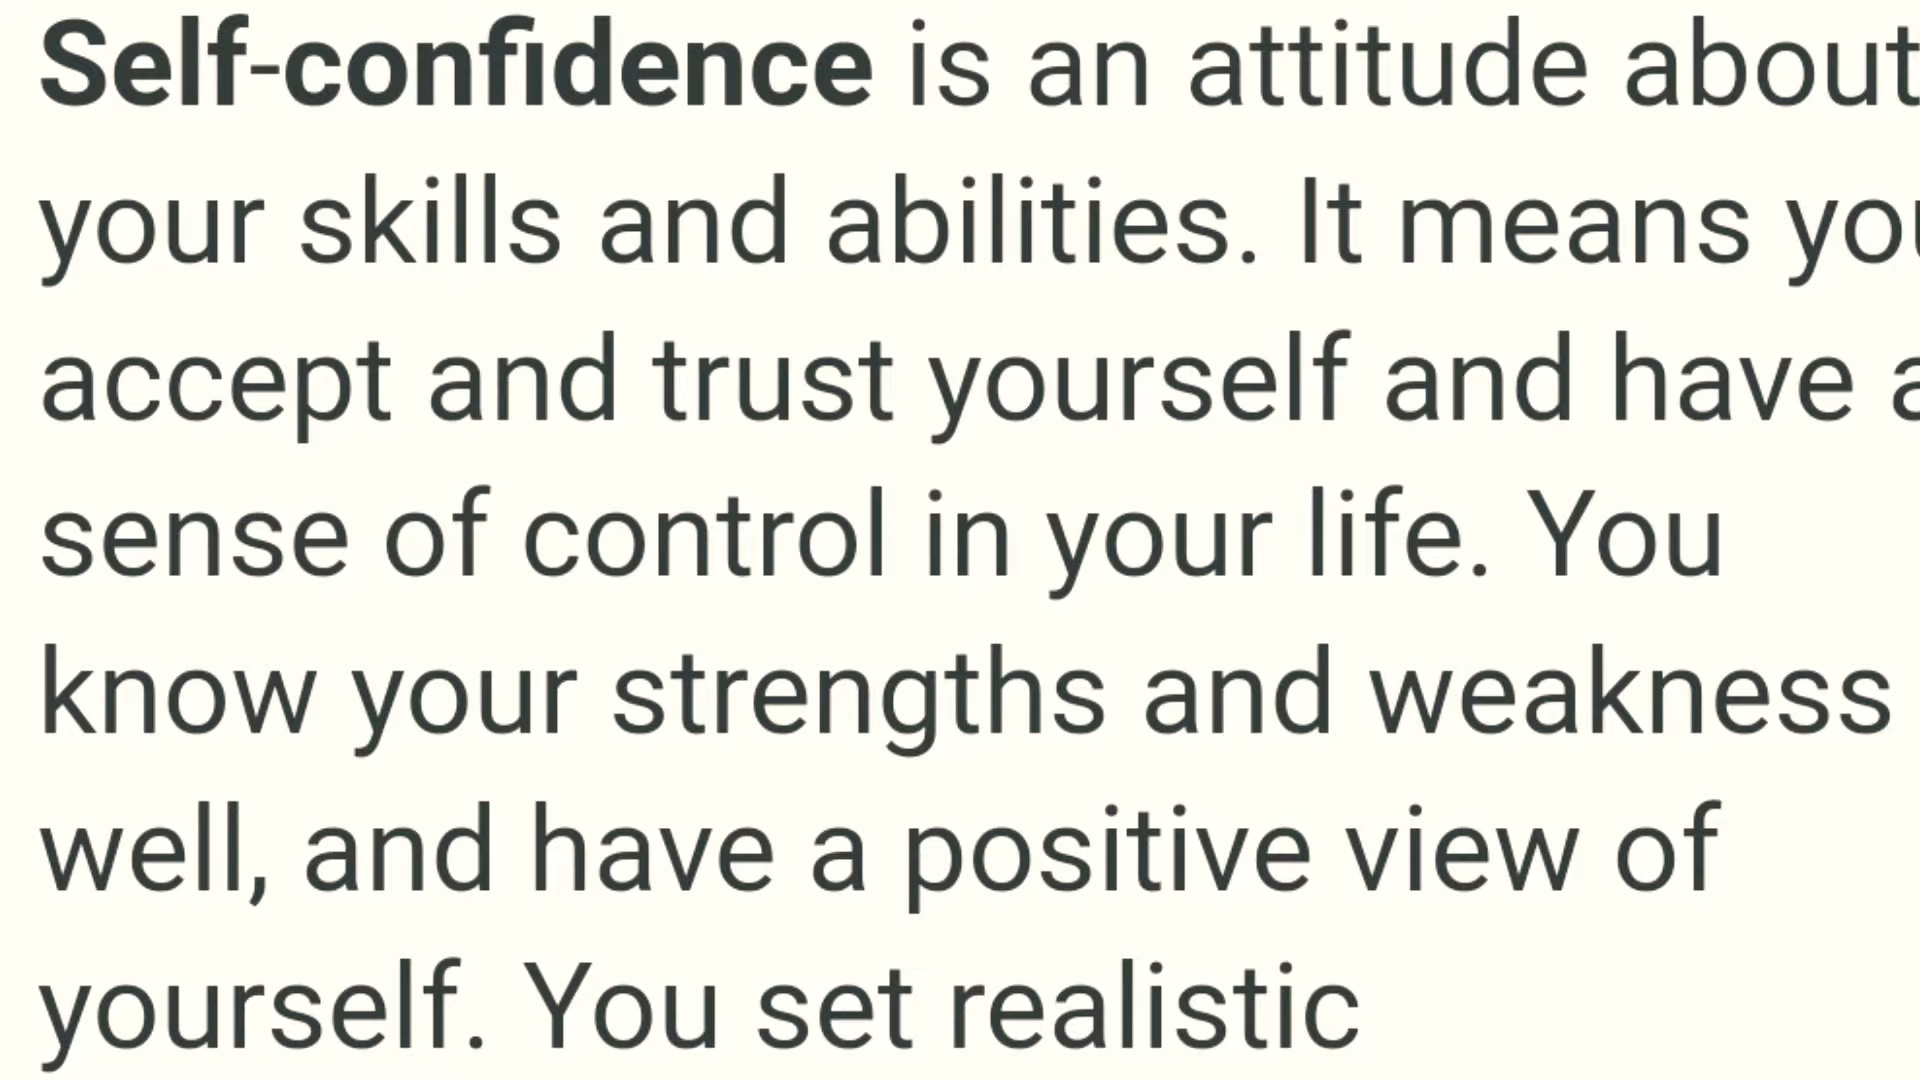 Self-confidence is an attitude about
your skills and abilities. It means you
accept and trust yourself and have a
sense of control in your life. You
know your strengths and weakness
well, and have a positive view of
yourself. You set realistic